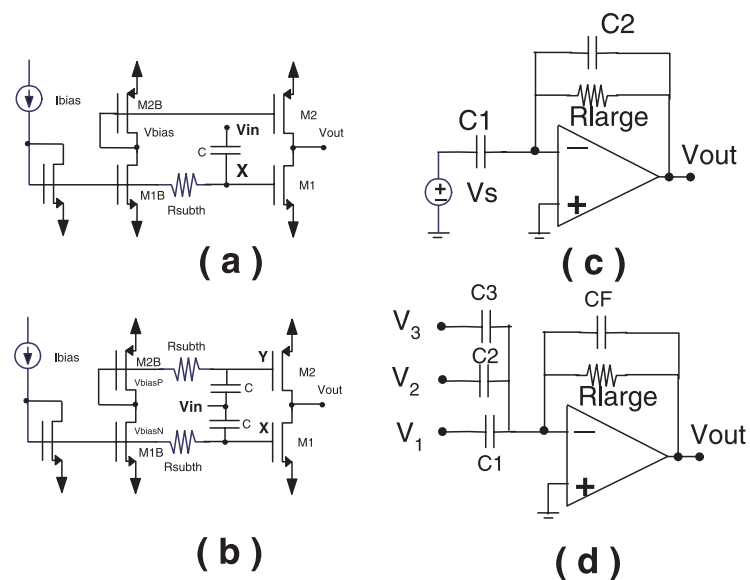 Ibias
M2B
Vbias
M1B
Rsubth
Vin
C
X
M2
Vout
M1
( a )
C2
Rlarge
C1
Vs
+
−
−
+
Vout
( c )
Ibias
M2B
VbiasP
VbiasN
M1B
Rsubth
Rsubth
Y
C
Vin
C
X
M2
Vout
M1
( b )
C3
V3
C2
V2
V1
C1
CF
Rlarge
−
+
Vout
( d )